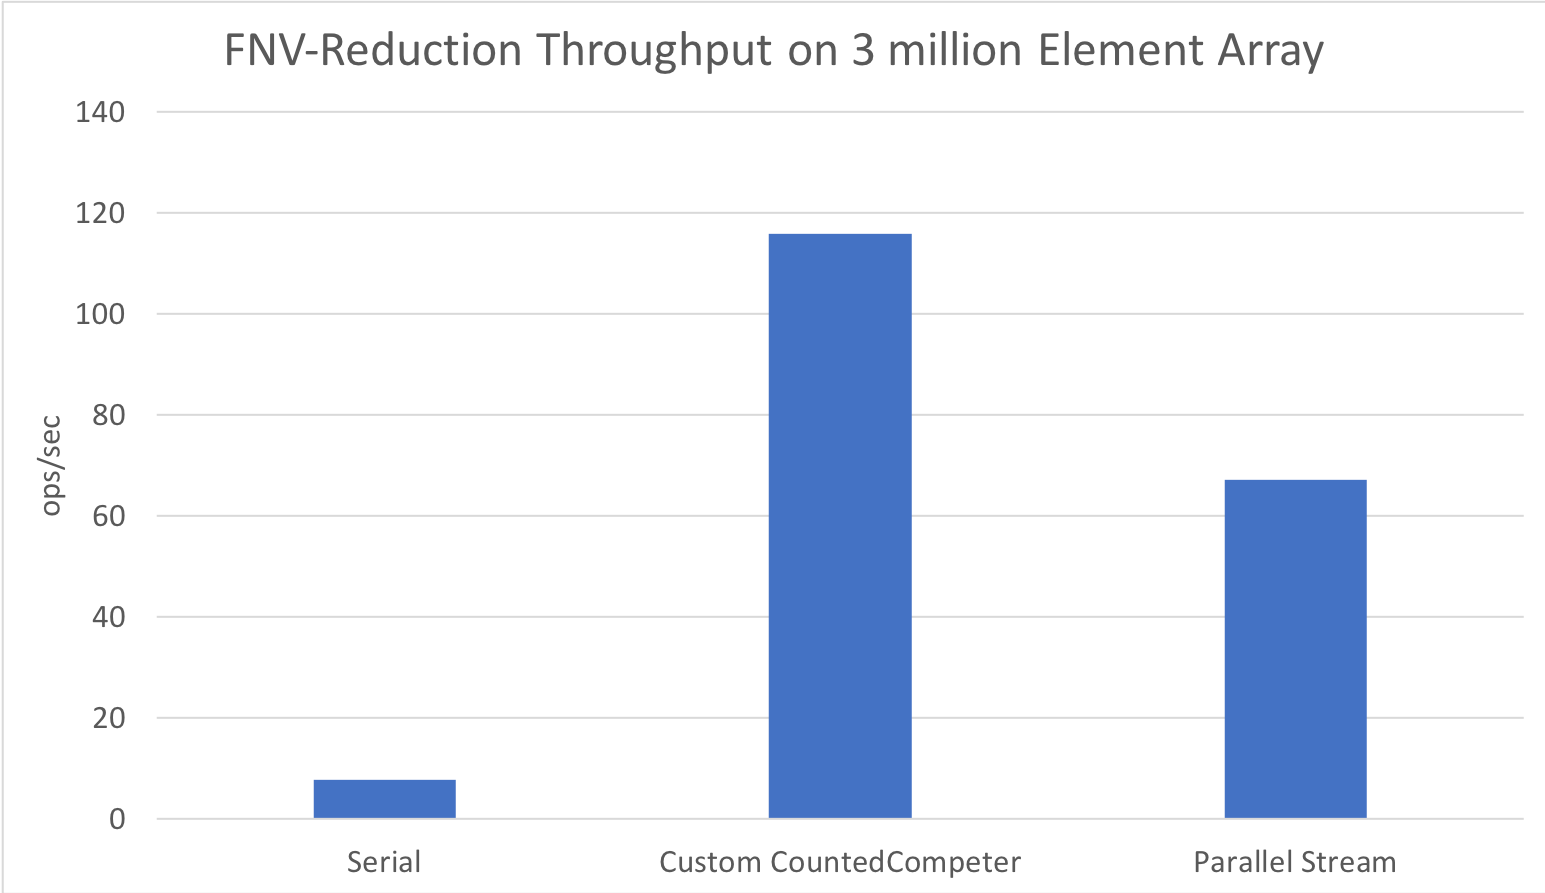 FNV-Reduction Throughput on 3 million Element Array
140
120
100
80
60
40
20
0
ops/sec
Serial
Custom CountedCompeter
Parallel Stream